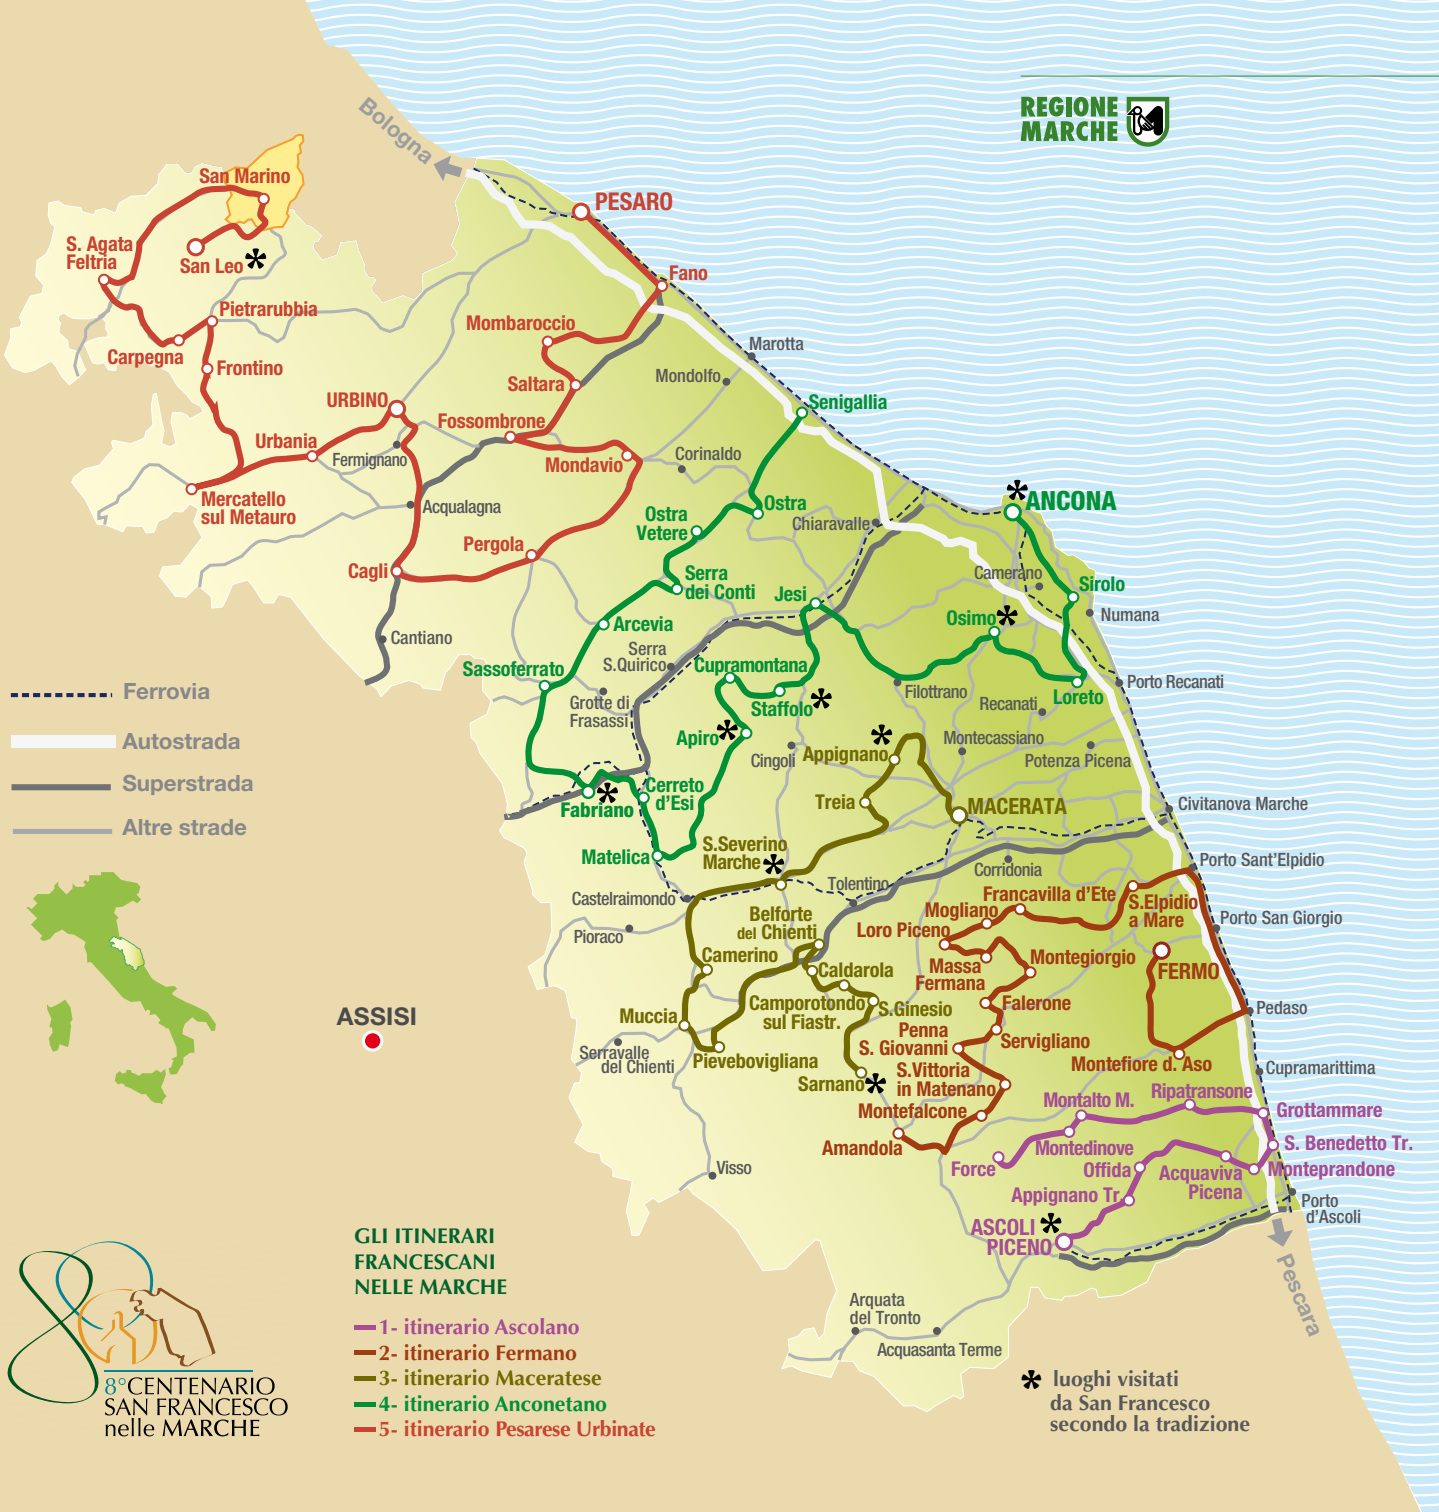 REGIONE
MARCHE
Bologna
San Marino
PESARO
S. Agata
Feltria
San Leo
Fano
Pietrarubbia
Mombaroccio
Marotta
Carpegna
Frontino
Saltara
Mondolfo
URBINO
Senigallia
Fossombrone
Urbania
Fermignano
Mondavio
Corinaldo
Mercatello
sul Metauro
Acqualagna
Ostra
Ostra
Vetere
Chiaravalle
ANCONA
Pergola
Cagli
Serra
dei Conti
Jesi
Camerano
Sirolo
Numana
Osimo
Arcevia
Cantiano
Serra
S.Quirico
Sassoferrato
Cupramontana
Filottrano
Loreto
Porto Recanati
Grotte di
Frasassi
Staffolo
Recanati
Apiro
Cingoli
Appignano
Montecassiano
Potenza Picena
Ferrovia
Autostrada
Superstrada
Altre strade
Fabriano
Cerreto
d'Esi
Treia
MACERATA
Civitanova Marche
Matelica
S.Severino
Marche
Corridonia
Porto Sant'Elpidio
Castelraimondo
Tolentino
Francavilla d'Ete
S.Elpidio
a Mare
Mogliano
Loro Piceno
Porto San Giorgio
Pioraco
Belforte
del Chienti
Camerino
Caldarola
Massa
Fermana
Montegiorgio
FERMO
Muccia
Camporotondo
sul Fiastr.
S.Ginesio
Falerone
Pedaso
ASSISI
Serravalle
del Chienti
Pievebovigliana
Penna
S. Giovanni
Servigliano
Montefiore d. Aso
Cupramarittima
Sarnano
S.Vittoria
in Matenano
Montefalcone
Montalto M.
Ripatransone
Grottammare
Amandola
Montedinove
S. Benedetto Tr.
Force
Offida
Acquaviva
Picena
Monteprandone
Visso
Appignano Tr.
Porto
d'Ascoli
ASCOLI
PICENO
Pescara
Arquata
del Tronto
Acquasanta Terme
GLI ITINERARI
FRANCESCANI
NELLE MARCHE
1- itinerario Ascolano
2- itinerario Fermano
3- itinerario Maceratese
4- itinerario Anconetano
5- itinerario Pesarese Urbinate
8°CENTENARIO
SAN FRANCESCO
nelle MARCHE
* luoghi visitati
da San Francesco
secondo la tradizione